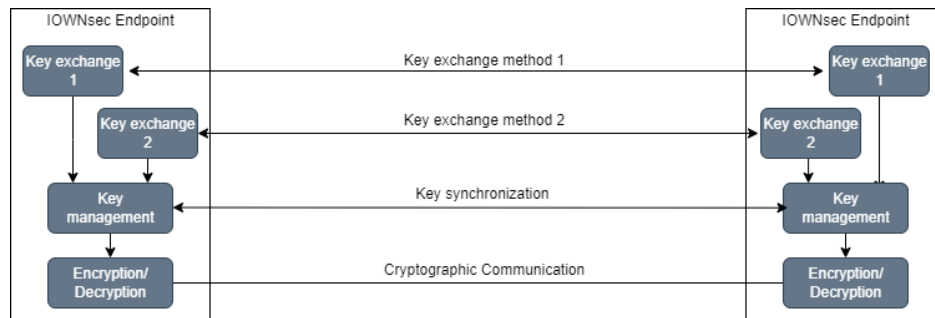 IOWNsec Endpoint
IOWNsec Endpoint
Key exchange
1
Key exchange method 1
Key exchange
1
Key exchange
2
Key exchange method 2
Key exchange
2
Key
management
Key synchronization
Key
management
Encryption/
Decryption
Cryptographic Communication
Encryption/
Decryption